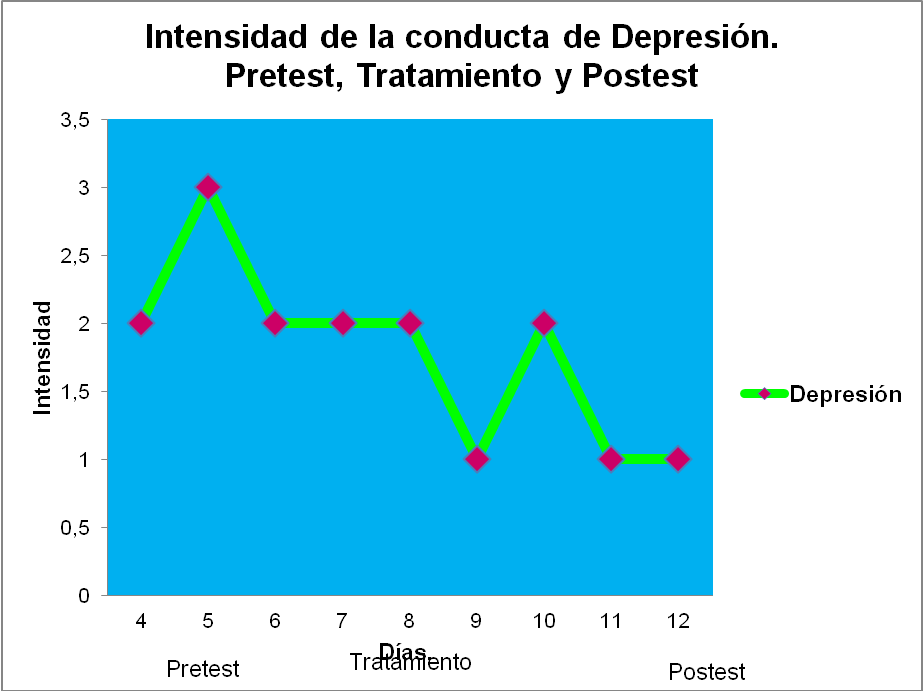 Intensidad de la conducta de Depresión.
Pretest, Tratamiento y Postest
3,5
3
2,5
2
1,5
1
0,5
0
Intensidad
Depresión
4 5 6 7 8 9 10 11 12
Días.
Pretest Tratamiento Postest